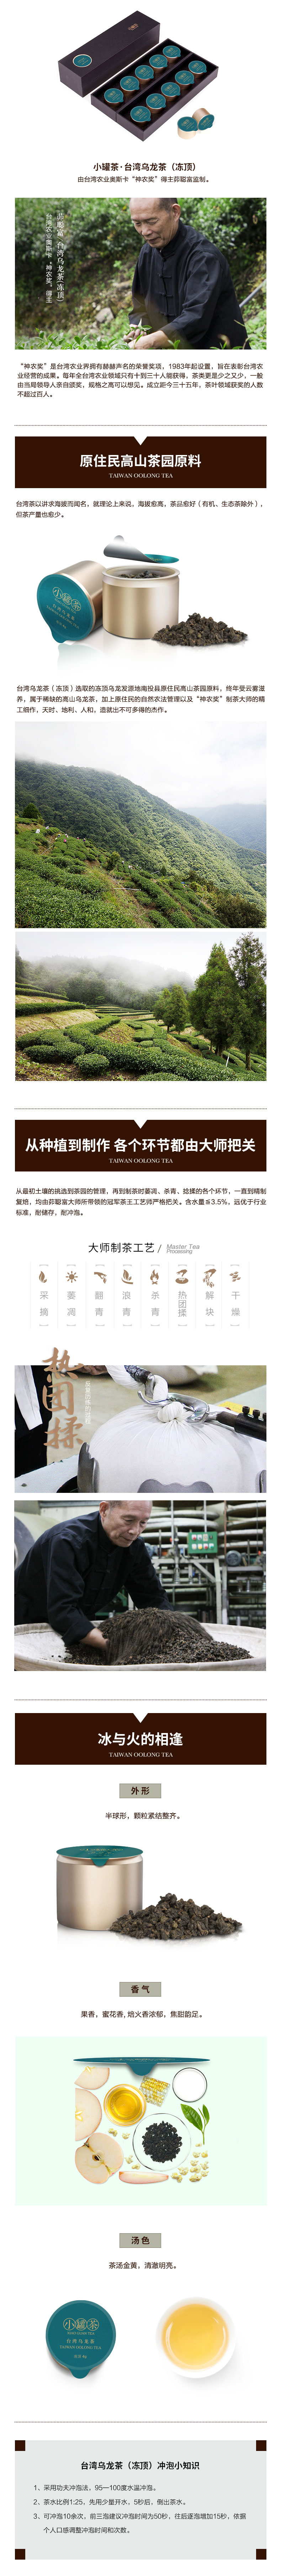 小罐茶·台湾乌龙茶（冻顶）
由台湾农业奥斯卡“神农奖”得主茆聪富监制。
台湾乌龙茶(冻顶)
台湾农业奥斯卡“神农奖”得主
“神农奖”是台湾农业界拥有赫赫声名的荣誉奖项，1983年起设置，旨在表彰台湾农
业经营的成果。每年全台湾农业领域只有十到三十人能获得，茶类更是少之又少，一般
由当局领导人亲自颁奖，规格之高可以想见。成立距今三十五年，茶叶领域获奖的人数
不超过百人。
原住民高山茶园原料
TAIWAN OOLONG TEA
台湾茶以讲求海拔而闻名，就理论上来说，海拔愈高，茶品愈好（有机、生态茶除外），
但茶产量也愈少。
小罐茶
台湾乌龙茶
台湾乌龙茶（冻顶）选取的冻顶乌龙发源地南投县原住民高山茶园原料，终年受云雾滋
养，属于稀缺的高山乌龙茶，加上原住民的自然农法管理以及“神农奖”制茶大师的精
工细作，天时、地利、人和，造就出不可多得的杰作。
从种植到制作 各个环节都由大师把关
TAIWAN OOLONG TEA
从最初土壤的挑选到茶园的管理，再到制茶时萎凋、杀青、捻揉的各个环节，一直到精制
复焙，均由茆聪富大师所带领的冠军茶王工艺师严格把关。含水量≦3.5%，远优于行业
标准，耐储存，耐冲泡。
大师制茶工艺 / Master Tea
Processing
采摘
萎凋
翻青
浪青
杀青
热团揉
解块
干燥
热团揉
冰与火的相逢
TAIWAN OOLONG TEA
外 形
半球形，颗粒紧结整齐。
香 气
果香，蜜花香, 焙火香浓郁，焦甜韵足。
汤 色
茶汤金黄，清澈明亮。
小罐茶
台湾乌龙茶
TAIWAN OOLONG TEA
台湾乌龙茶（冻顶）冲泡小知识
1、采用功夫冲泡法，95—100度水温冲泡。
2、茶水比例1:25，先用少量开水，5秒后，倒出茶水。
3、可冲泡10余次，前三泡建议冲泡时间为50秒，往后逐泡增加15秒，依据
个人口感调整冲泡时间和次数。